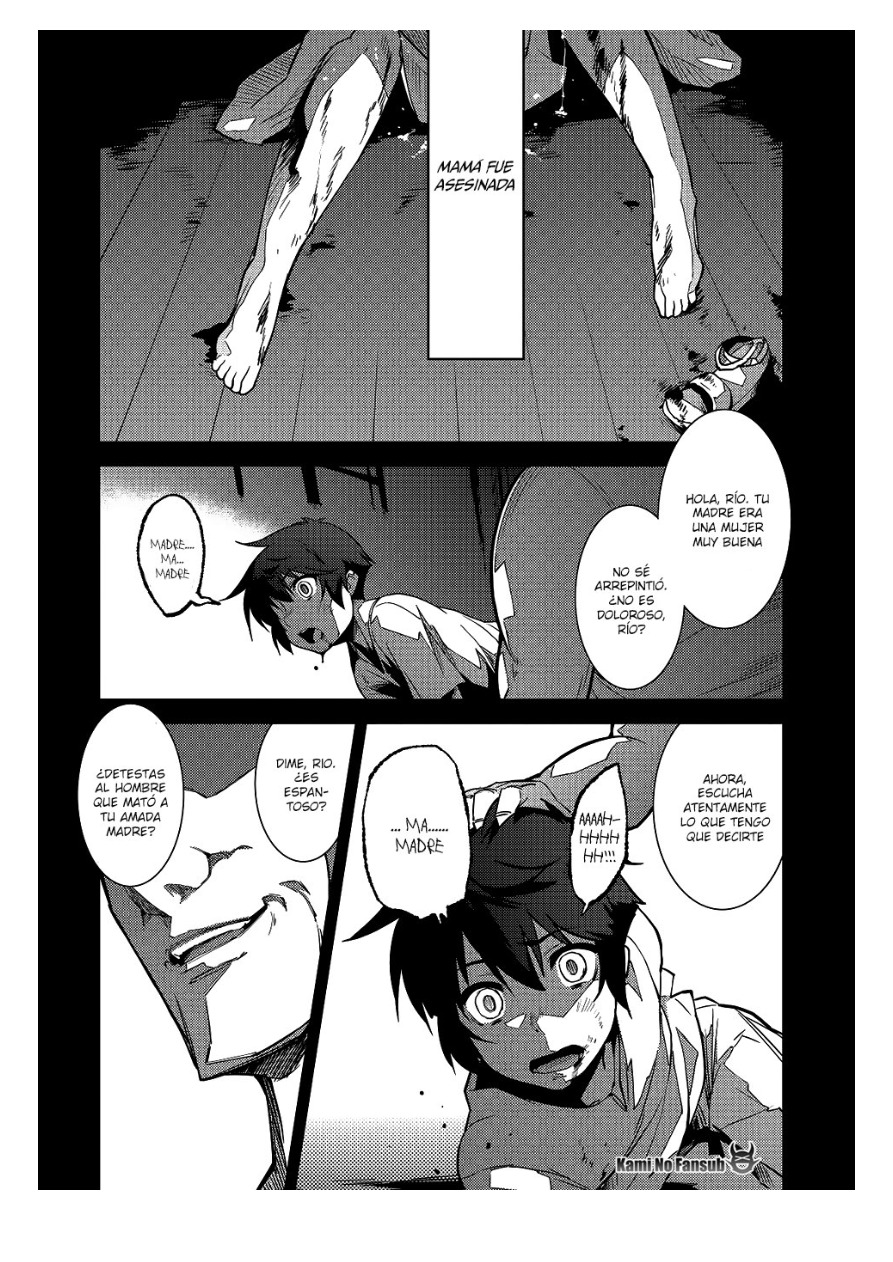 MAMÁ FUE
ASESINADA
HOLA, RÍO. TU
MADRE ERA
UNA MUJER
MUY BUENA
NO SÉ
ARREPINTIÓ.
¿NO ES
DOLOROSO,
RÍO?
MADRE....
MA...
MADRE
AHORA,
ESCUCHA
ATENTAMENTE
LO QUE TENGO
QUE DECIRTE
AAAAH-
HHHH
HH!!!
... MA......
MADRE
DIME, RIO.
¿ES
ESPAN-
TOSO?
¿DETESTAS
AL HOMBRE
QUE MATÓ A
TU AMADA
MADRE?
Kami No Fansub